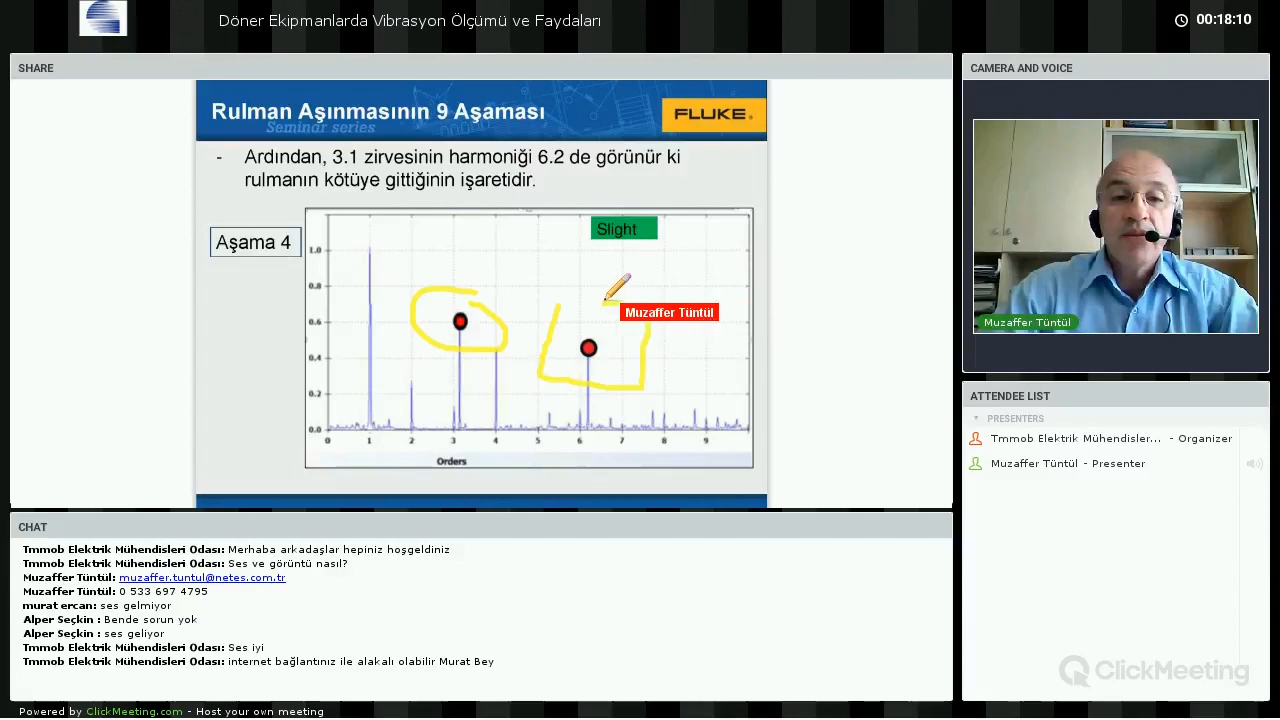 Döner Ekipmanlarda Vibrasyon Ölçümü ve Faydaları
00:18:10
SHARE
Rulman Aşınmasının 9 Aşaması
Seminar series
FLUKE®
- Ardından, 3.1 zirvesinin harmoniği 6.2 de görünür ki
rulmanın kötüye gittiğinin işaretidir.
Aşama 4
Slight
Muzaffer Tüntül
1.0
0.8
0.6
0.4
0.2
0.0
0 1 2 3 4 5 6 7 8 9
Orders
CAMERA AND VOICE
Muzaffer Tüntül
ATTENDEE LIST
PRESENTERS
Tmmob Elektrik Mühendisler... - Organizer
Muzaffer Tüntül - Presenter
CHAT
Tmmob Elektrik Mühendisleri Odası: Merhaba arkadaşlar hepiniz hoşgeldiniz
Tmmob Elektrik Mühendisleri Odası: Ses ve görüntü nasıl?
Muzaffer Tüntül: muzaffer.tuntul@netes.com.tr
Muzaffer Tüntül: 0 533 697 4795
murat ercan: ses gelmiyor
Alper Seçkin : Bende sorun yok
Alper Seçkin : ses geliyor
Tmmob Elektrik Mühendisleri Odası: Ses iyi
Tmmob Elektrik Mühendisleri Odası: internet bağlantınız ile alakalı olabilir Murat Bey
ClickMeeting
Powered by ClickMeeting.com - Host your own meeting